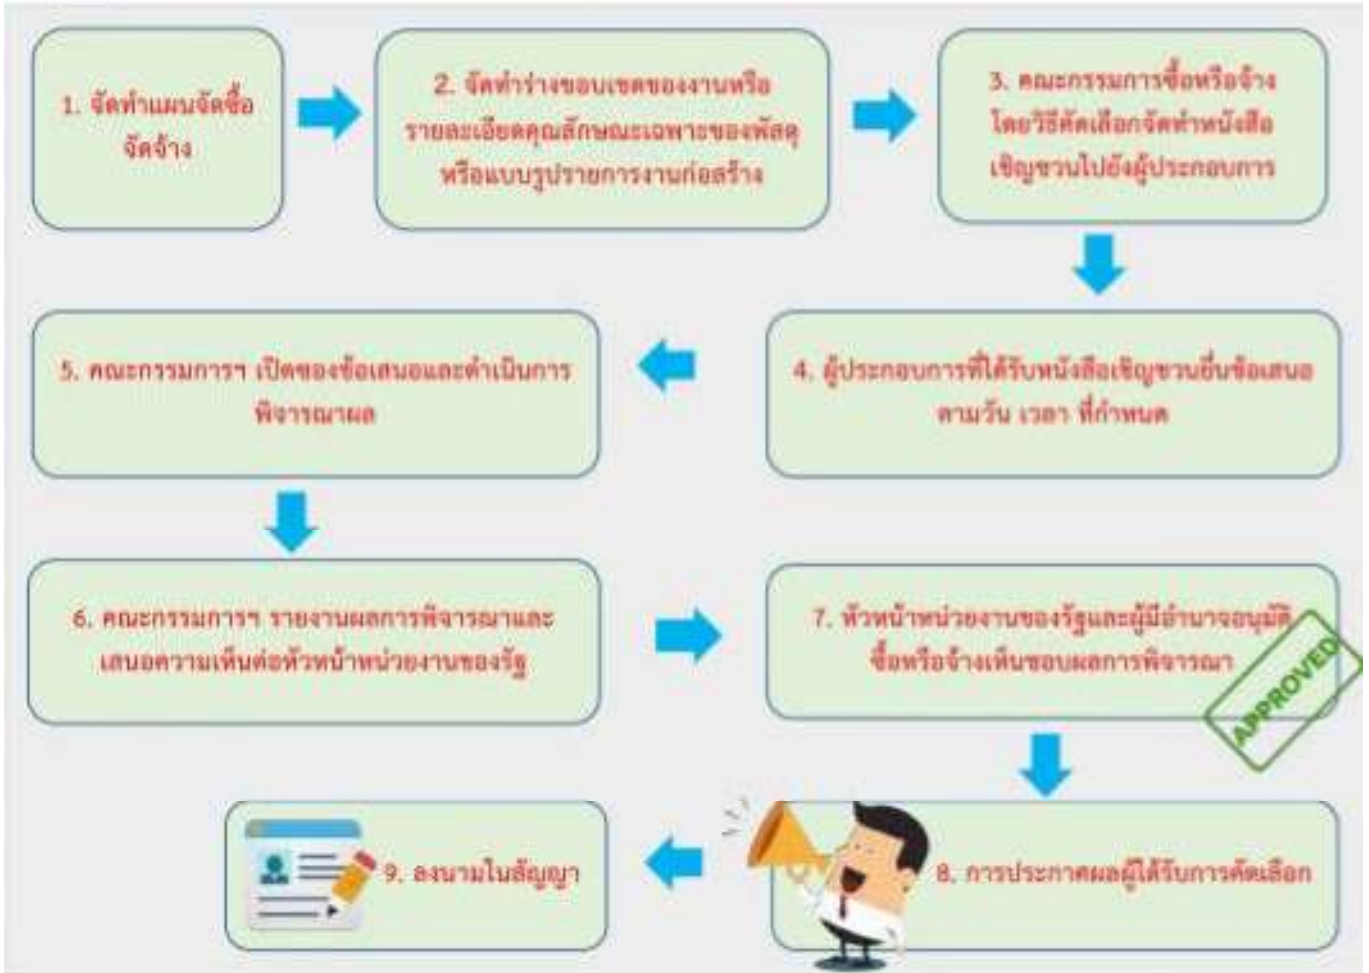 1. จัดทำแผนจัดซื้อ
จัดจ้าง
2. จัดทำร่างขอบเขตของงานหรือ
รายละเอียดคุณลักษณะเฉพาะของพัสดุ
หรือแบบรูปรายการงานก่อสร้าง
3. คณะกรรมการซื้อหรือจ้าง
โดยวิธีคัดเลือกจัดทำหนังสือ
เชิญชวนไปยังผู้ประกอบการ
4. ผู้ประกอบการที่ได้รับหนังสือเชิญชวนยื่นข้อเสนอ
ตามวัน เวลา ที่กำหนด
5. คณะกรรมการฯ เปิดซองข้อเสนอและดำเนินการ
พิจารณาผล
6. คณะกรรมการฯ รายงานผลการพิจารณาและ
เสนอความเห็นต่อหัวหน้าหน่วยงานของรัฐ
7. หัวหน้าหน่วยงานของรัฐและผู้มีอำนาจอนุมัติ
ซื้อหรือจ้างเห็นชอบผลการพิจารณา
APPROVED
8. การประกาศผลผู้ได้รับการคัดเลือก
9. ลงนามในสัญญา